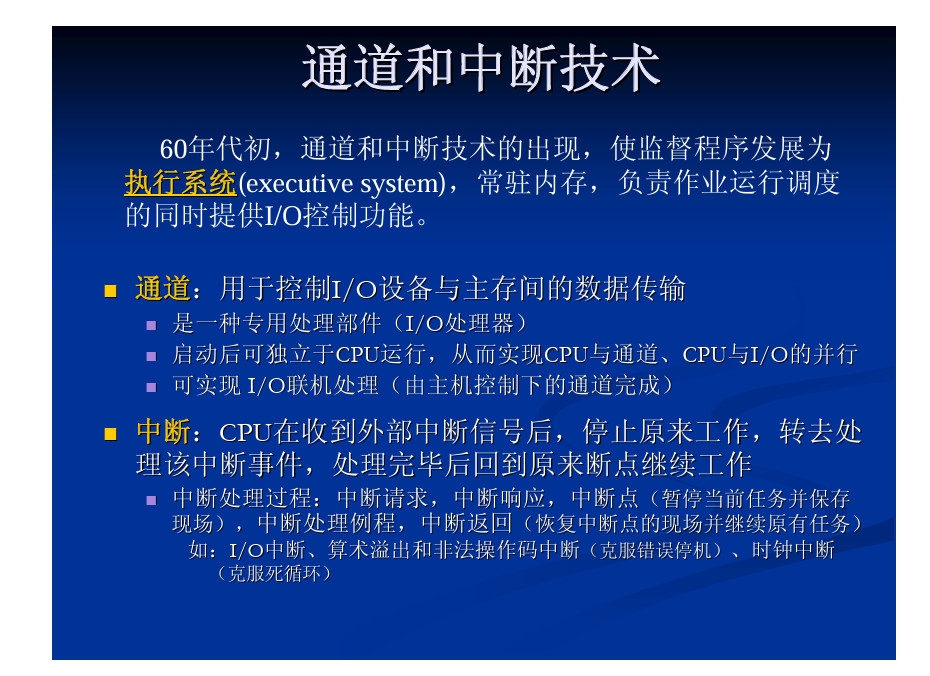 通道和中断技术
60年代初，通道和中断技术的出现，使监督程序发展为
执行系统(executive system)，常驻内存，负责作业运行调度
的同时提供I/O控制功能。
通道：用于控制I/O设备与主存间的数据传输
是一种专用处理部件（I/O处理器）
启动后可独立于CPU运行，从而实现CPU与通道、CPU与I/O的并行
可实现 I/O联机处理（由主机控制下的通道完成）
中断：CPU在收到外部中断信号后，停止原来工作，转去处
理该中断事件，处理完毕后回到原来断点继续工作
中断处理过程：中断请求，中断响应，中断点（暂停当前任务并保存
现场），中断处理例程，中断返回（恢复中断点的现场并继续原有任务）
如：I/O中断、算术溢出和非法操作码中断（克服错误停机）、时钟中断
（克服死循环）